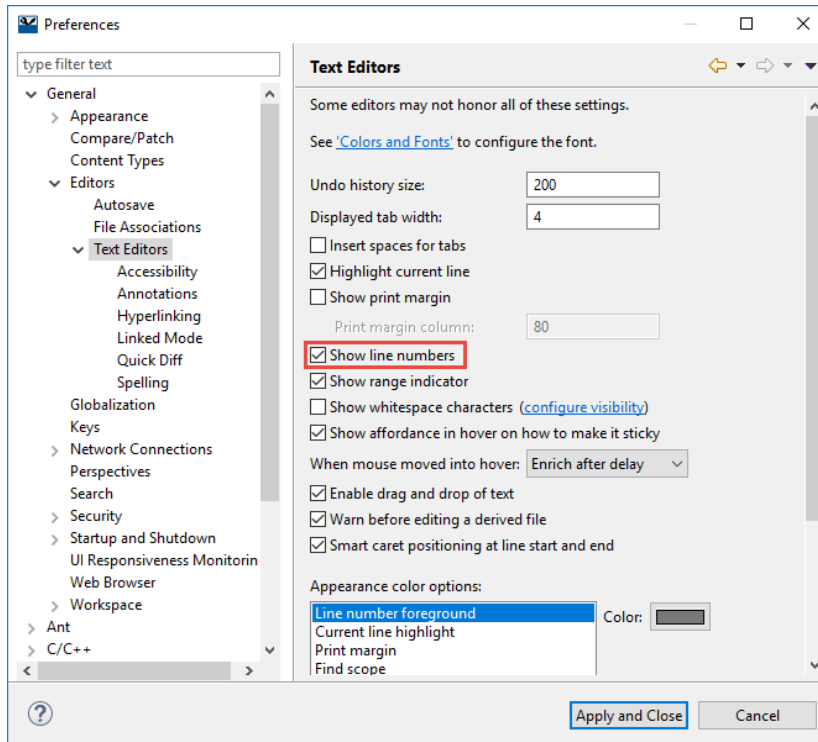 Preferences
type filter text
General
Appearance
Compare/Patch
Content Types
Editors
Autosave
File Associations
Text Editors
Accessibility
Annotations
Hyperlinking
Linked Mode
Quick Diff
Spelling
Globalization
Keys
Network Connections
Perspectives
Search
Security
Startup and Shutdown
UI Responsiveness Monitorin
Web Browser
Workspace
Ant
C/C++
Text Editors
Some editors may not honor all of these settings.
See 'Colors and Fonts' to configure the font.
Undo history size: 200
Displayed tab width: 4
Insert spaces for tabs
Highlight current line
Show print margin
Print margin column: 80
Show line numbers
Show range indicator
Show whitespace characters (configure visibility)
Show affordance in hover on how to make it sticky
When mouse moved into hover: Enrich after delay
Enable drag and drop of text
Warn before editing a derived file
Smart caret positioning at line start and end
Appearance color options:
Line number foreground
Color:
Current line highlight
Print margin
Find scope
?
Apply and Close
Cancel